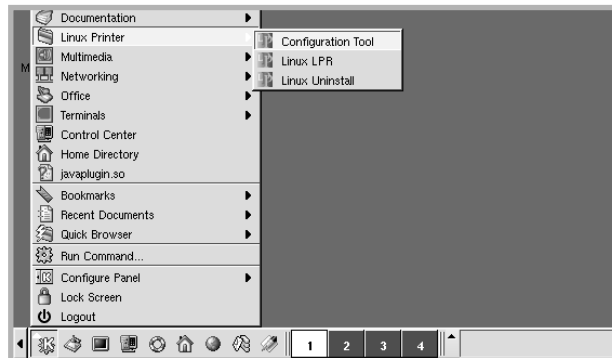 Documentation
Linux Printer
Configuration Tool
Multimedia
Linux LPR
M
Networking
Linux Uninstall
Office
Terminals
Control Center
Home Directory
javaplugin.so
Bookmarks
Recent Documents
Quick Browser
Run Command...
Configure Panel
Lock Screen
Logout
1 2 3 4